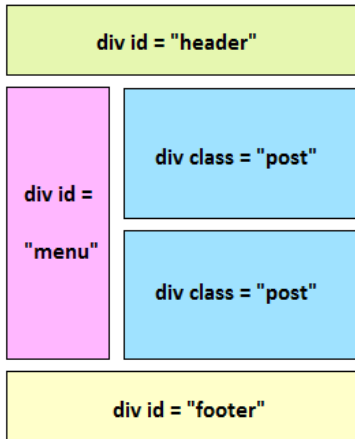 div id = "header"
div id =
"menu"
div class = "post"
div class = "post"
div id = "footer"